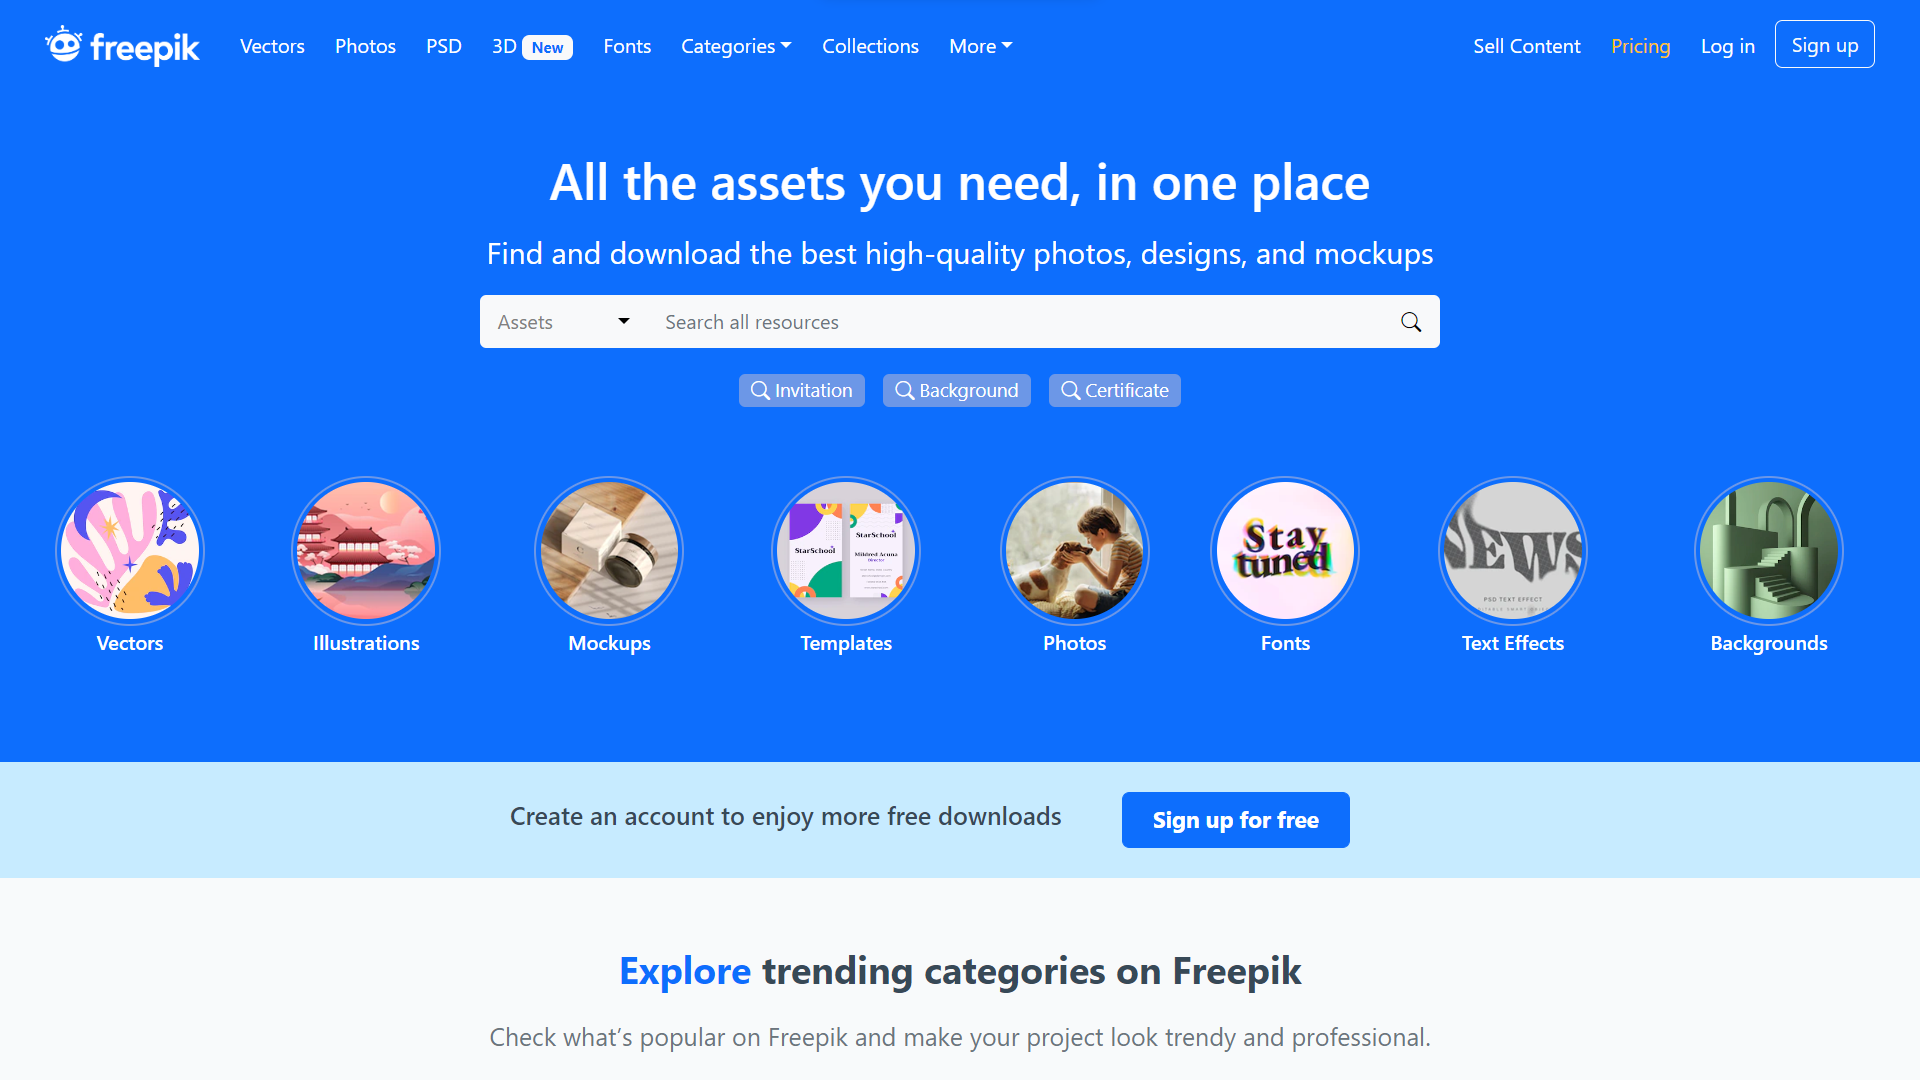 freepik Vectors Photos PSD 3D New Fonts Categories Collections More Sell Content Pricing Log in Sign up
All the assets you need, in one place
Find and download the best high-quality photos, designs, and mockups
Assets Search all resources
Invitation Background Certificate
StarSchool
StarSchool
Mildred Acuna
Director
Stay
tuned
NEWS
PSD TEXT EFFECT
Vectors Illustrations Mockups Templates Photos Fonts Text Effects Backgrounds
Create an account to enjoy more free downloads Sign up for free
Explore trending categories on Freepik
Check what’s popular on Freepik and make your project look trendy and professional.